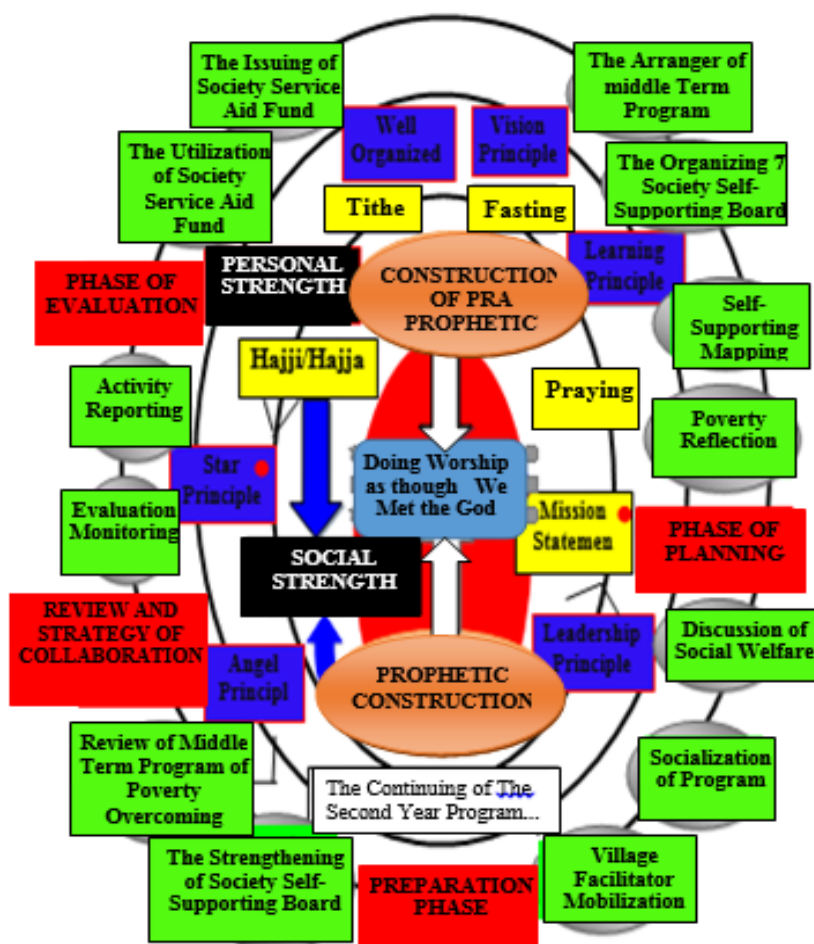 The Issuing of
Society Service
Aid Fund
The Arranger of
middle Term
Program
Well
Organized
Vision
Principle
The Utilization
of Society
Service Aid
Fund
The Organizing 7
Society Self-
Supporting Board
Tithe
Fasting
Learning
Principle
PERSONAL
STRENGTH
CONSTRUCTION
OF PRA
PROPHETIC
PHASE OF
EVALUATION
Self-
Supporting
Mapping
Hajji/Hajja
Praying
Activity
Reporting
Poverty
Reflection
Star
Principle
Doing Worship
as though We
Met the God
Evaluation
Monitoring
Mission
Statemen
PHASE OF
PLANNING
SOCIAL
STRENGTH
REVIEW AND
STRATEGY OF
COLLABORATION
Leadership
Principle
Discussion of
Social Welfare
Angel
Principl
PROPHETIC
CONSTRUCTION
Review of Middle
Term Program of
Poverty
Overcoming
Socialization
of Program
The Continuing of The
Second Year Program...
The Strengthening
of Society Self-
Supporting Board
PREPARATION
PHASE
Village
Facilitator
Mobilization